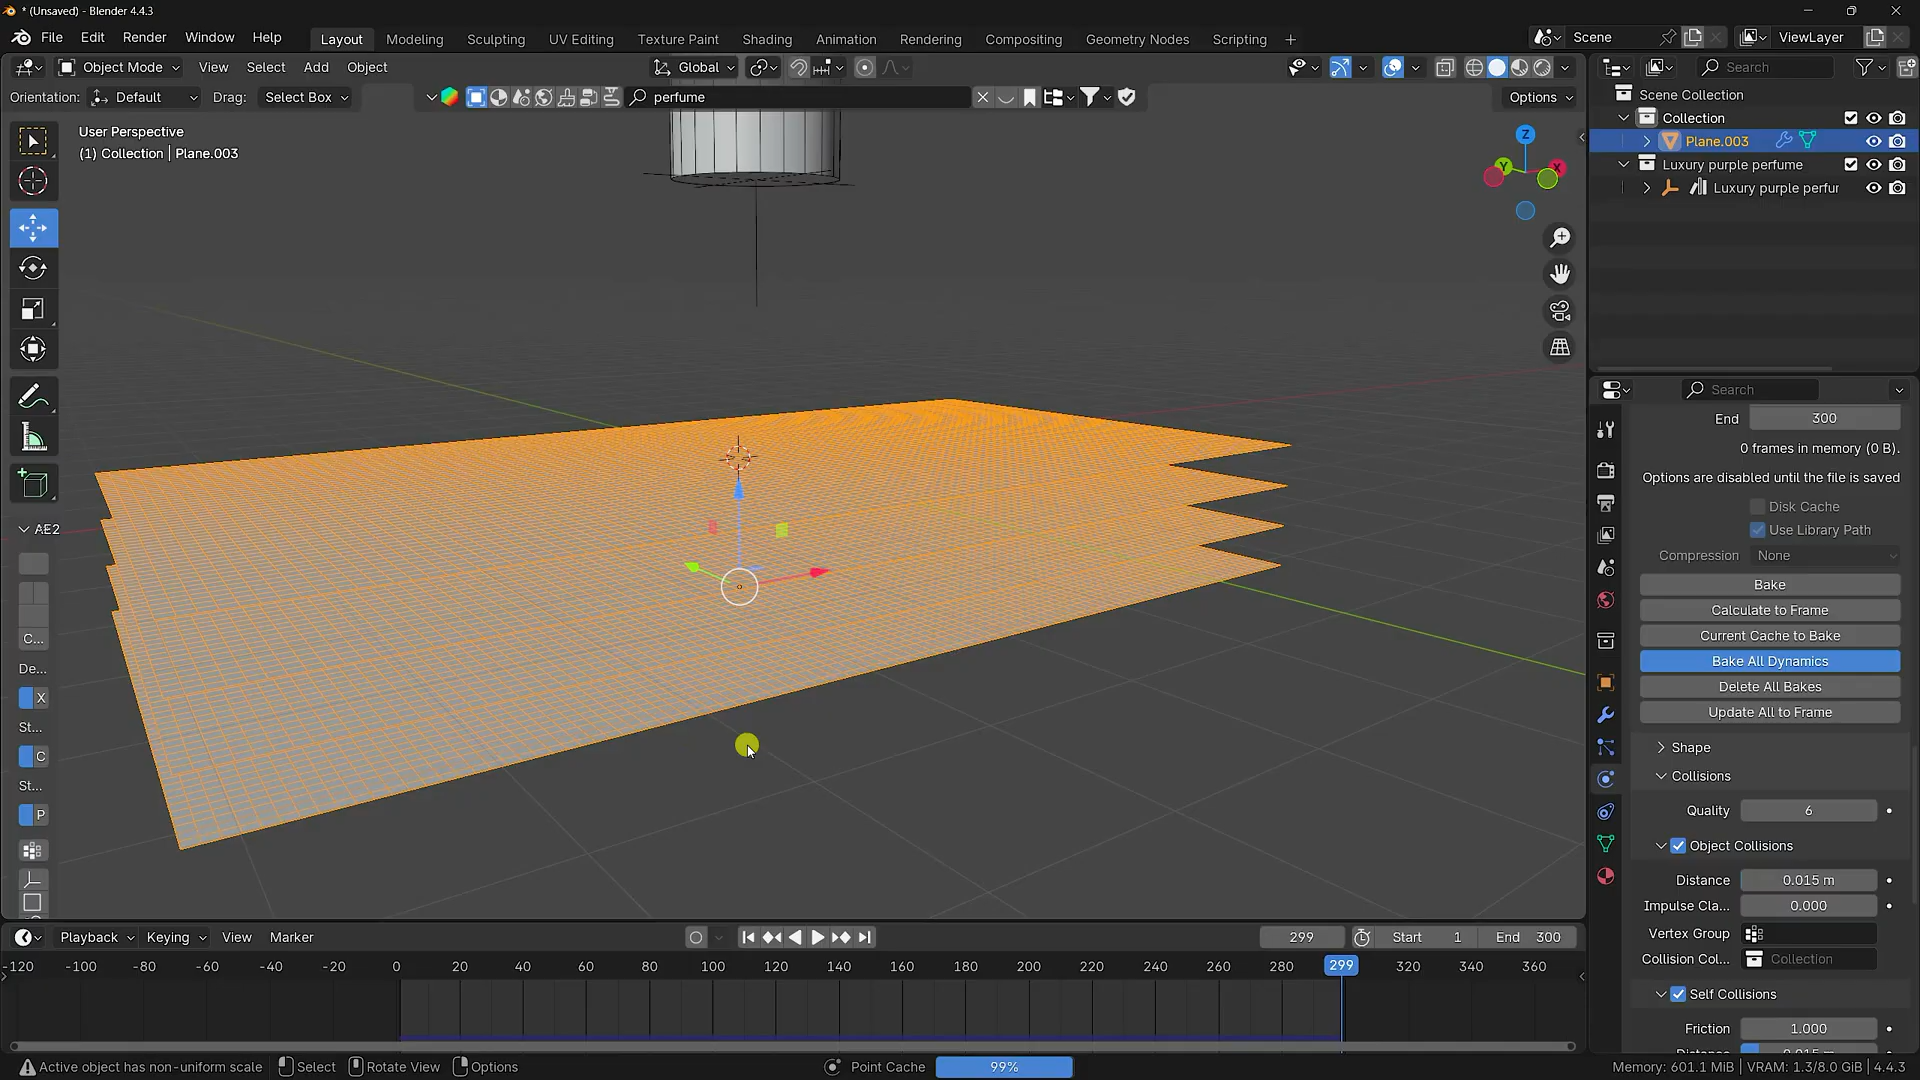 * (Unsaved) - Blender 4.4.3
File Edit Render Window Help
Layout Modeling Sculpting UV Editing Texture Paint Shading Animation Rendering Compositing Geometry Nodes Scripting
Scene
ViewLayer
Object Mode View Select Add Object
Global
Search
Orientation: Default Drag: Select Box
perfume
Options
User Perspective
(1) Collection | Plane.003
Z
Y
X
Scene Collection
Collection
Plane.003
Luxury purple perfume
Luxury purple perfur
Search
End 300
0 frames in memory (0 B).
Options are disabled until the file is saved
Disk Cache
Use Library Path
Compression None
Bake
Calculate to Frame
Current Cache to Bake
Bake All Dynamics
Delete All Bakes
Update All to Frame
Shape
Collisions
Quality 6
Object Collisions
Distance 0.015 m
Impulse Cla... 0.000
Vertex Group
Collision Col... Collection
Self Collisions
Friction 1.000
Distance 0.015 m
AE2
C...
De...
X
St...
C
St...
P
Playback Keying View Marker
299
Start 1 End 300
-120 -100 -80 -60 -40 -20 0 20 40 60 80 100 120 140 160 180 200 220 240 260 280 299 320 340 360
Active object has non-uniform scale Select Rotate View Options
Point Cache 99%
Memory: 601.1 MiB | VRAM: 1.3/8.0 GiB | 4.4.3